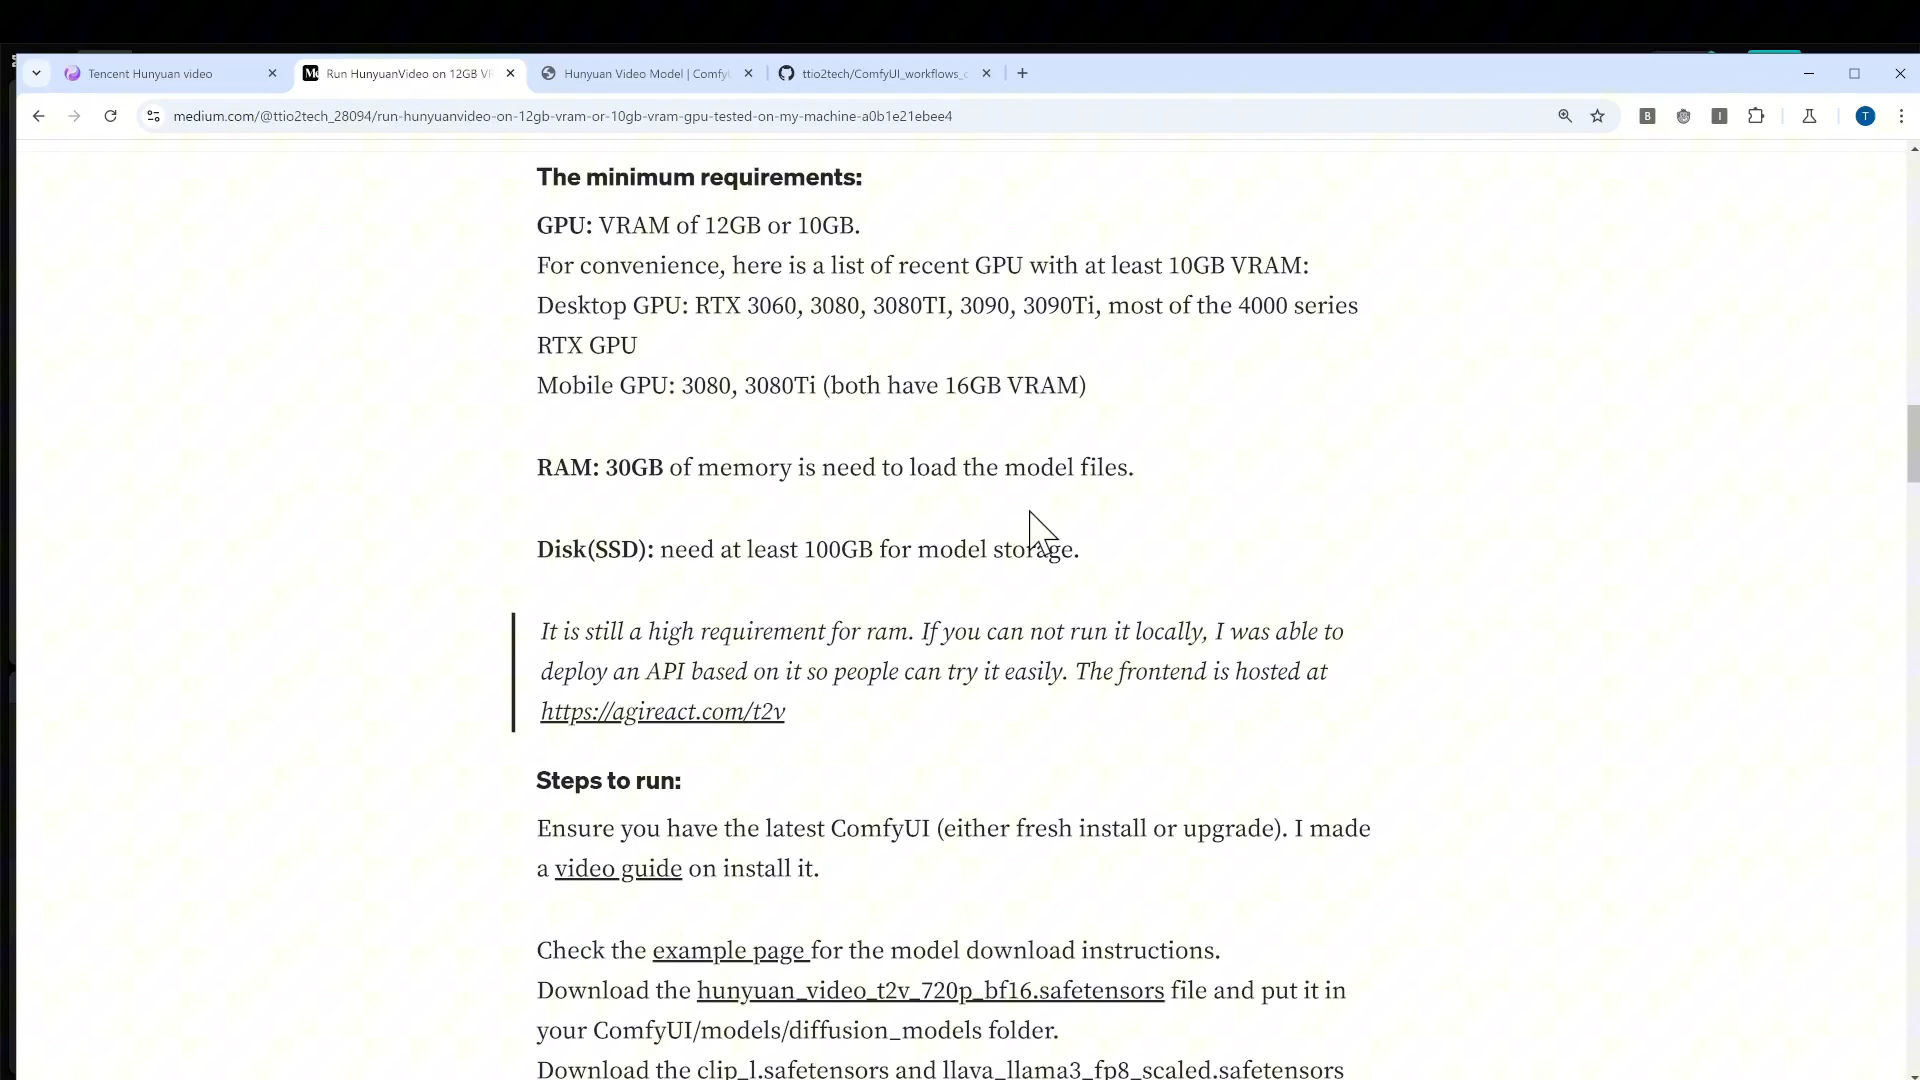 Tencent Hunyuan video
Run HunyuanVideo on 12GB VR
Hunyuan Video Model | ComfyU
ttio2tech/ComfyUI_workflows_c
medium.com/@ttio2tech_28094/run-hunyuanvideo-on-12gb-vram-or-10gb-vram-gpu-tested-on-my-machine-a0b1e21ebee4
B
I
T
The minimum requirements:
GPU: VRAM of 12GB or 10GB.
For convenience, here is a list of recent GPU with at least 10GB VRAM:
Desktop GPU: RTX 3060, 3080, 3080TI, 3090, 3090Ti, most of the 4000 series
RTX GPU
Mobile GPU: 3080, 3080Ti (both have 16GB VRAM)
RAM: 30GB of memory is need to load the model files.
Disk(SSD): need at least 100GB for model storage.
It is still a high requirement for ram. If you can not run it locally, I was able to
deploy an API based on it so people can try it easily. The frontend is hosted at
https://agireact.com/t2v
Steps to run:
Ensure you have the latest ComfyUI (either fresh install or upgrade). I made
a video guide on install it.
Check the example page for the model download instructions.
Download the hunyuan_video_t2v_720p_bf16.safetensors file and put it in
your ComfyUI/models/diffusion_models folder.
Download the clip_l.safetensors and llava_llama3_fp8_scaled.safetensors